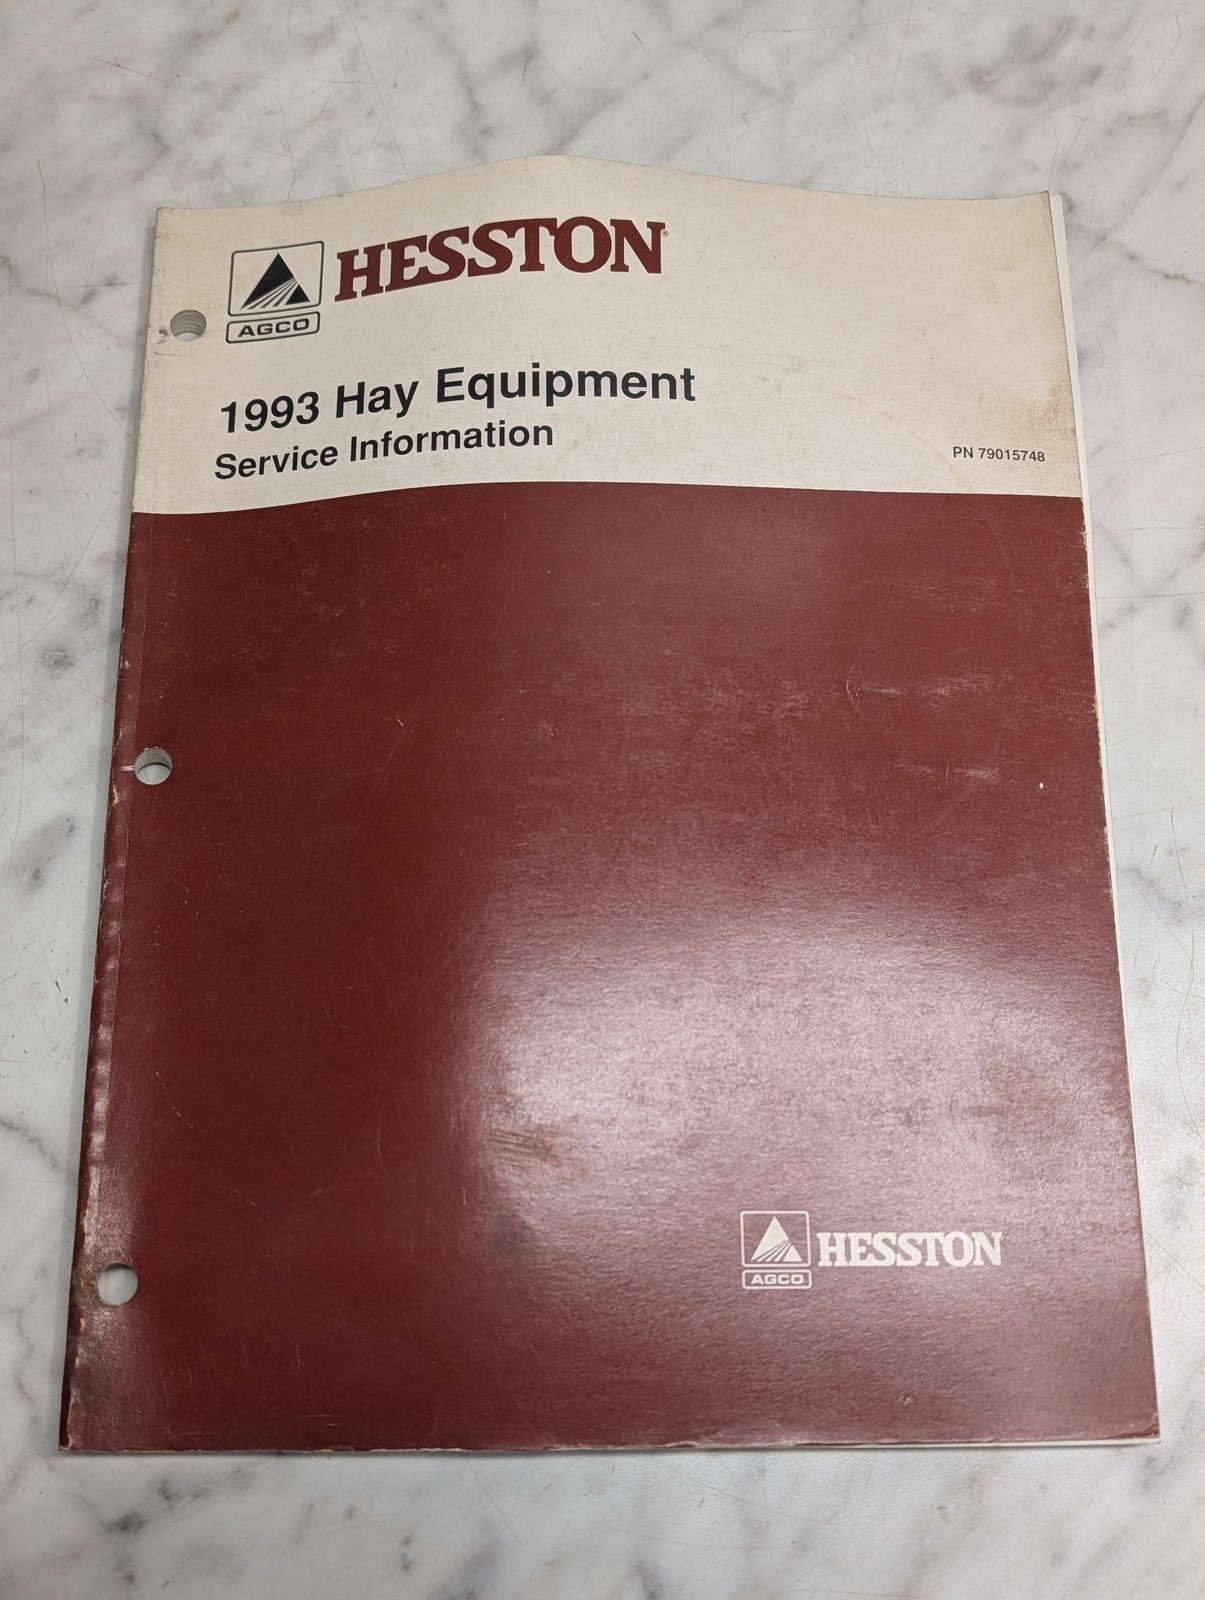 HESSTON®
AGCO
1993 Hay Equipment
Service Information
PN 79015748
HESSTON
AGCO